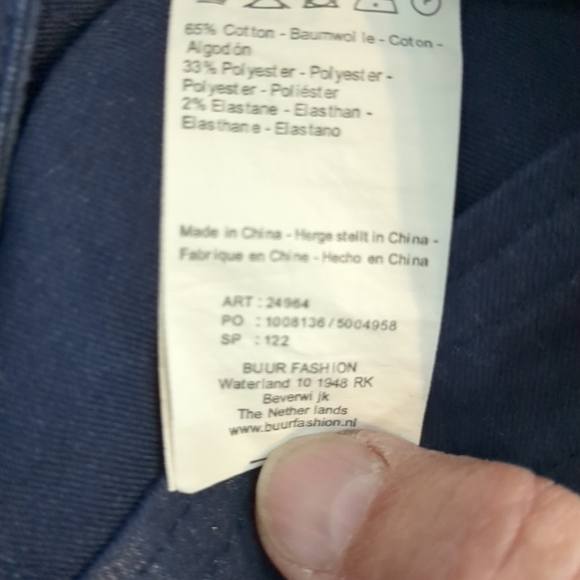 65% Cotton - Baumwolle - Coton -
Algodón
33% Polyester - Polyester -
Polyester - Poliéster
2% Elastane - Elasthan -
Elasthane - Elastano
Made in China - Hergestellt in China -
Fabrique en Chine - Hecho en China
ART : 24964
PO : 1008136 / 5004958
SP : 122
BUUR FASHION
Waterland 10 1948 RK
Beverwijk
The Netherlands
www.buurfashion.nl